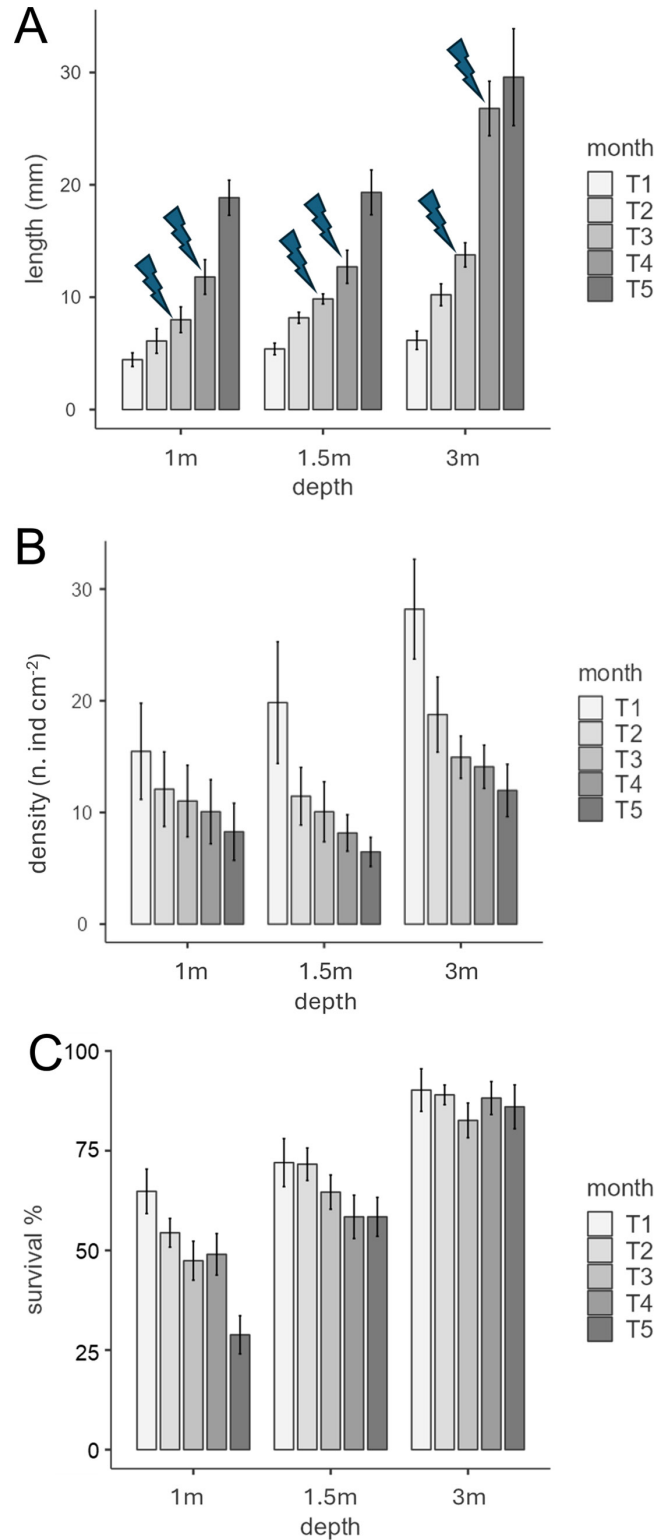 A
30
20
10
0
length (mm)
1m 1.5m 3m
depth
month
T1
T2
T3
T4
T5
B
30
20
10
0
density (n. ind cm⁻²)
1m 1.5m 3m
depth
month
T1
T2
T3
T4
T5
C
100
75
50
25
0
survival %
1m 1.5m 3m
depth
month
T1
T2
T3
T4
T5